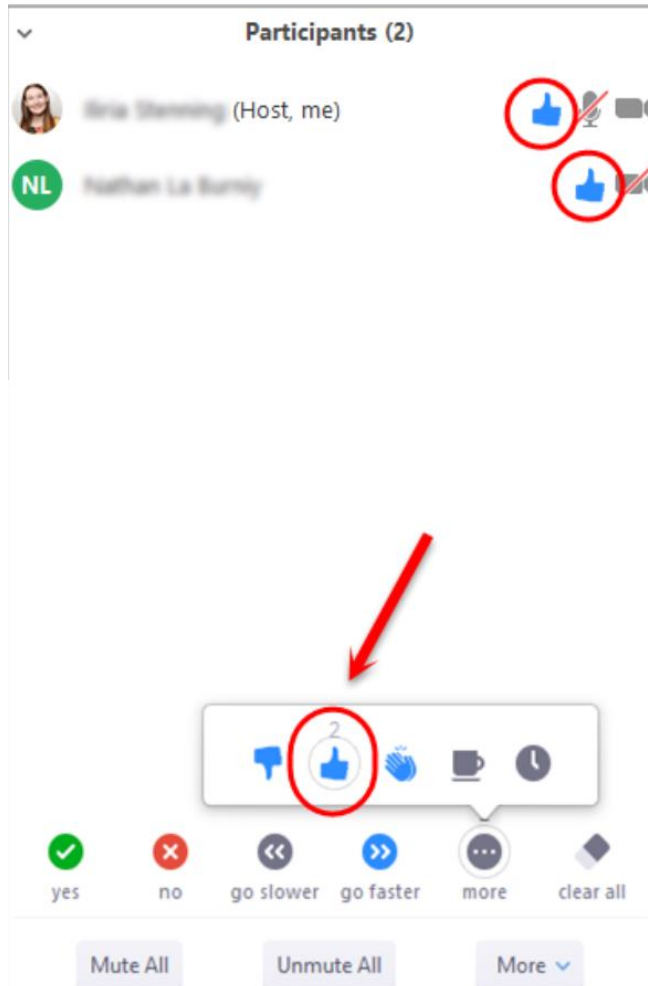 Participants (2)
(Host, me)
NL
2
yes no go slower go faster more clear all
Mute All Unmute All More